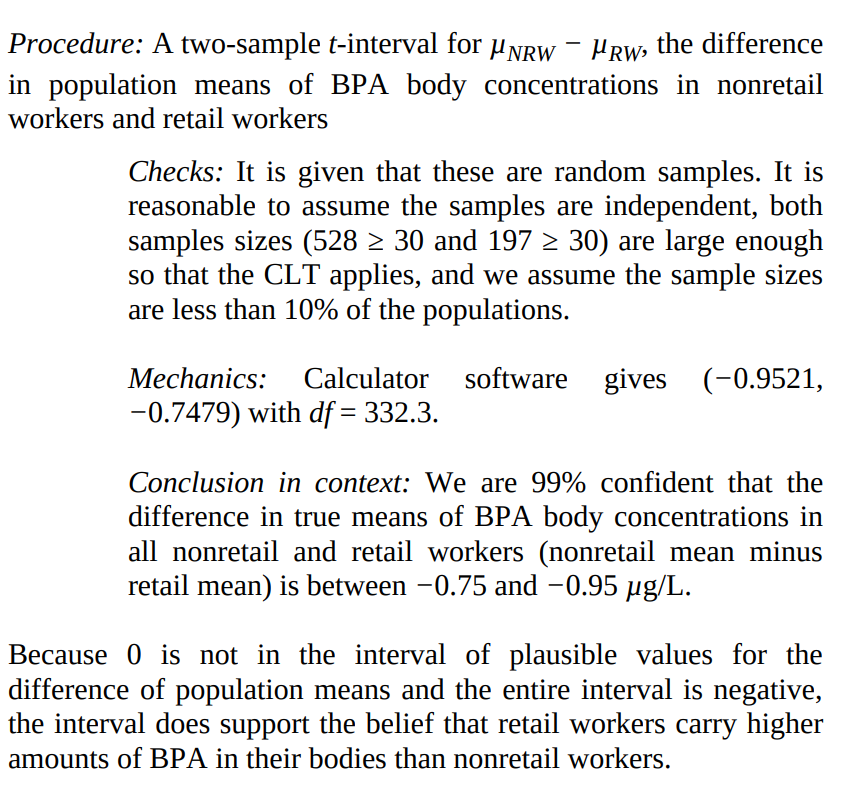 Procedure: A two-sample t-interval for μNRW − μRW, the difference
in population means of BPA body concentrations in nonretail
workers and retail workers
Checks: It is given that these are random samples. It is
reasonable to assume the samples are independent, both
samples sizes (528 ≥ 30 and 197 ≥ 30) are large enough
so that the CLT applies, and we assume the sample sizes
are less than 10% of the populations.
Mechanics: Calculator software gives (−0.9521,
−0.7479) with df = 332.3.
Conclusion in context: We are 99% confident that the
difference in true means of BPA body concentrations in
all nonretail and retail workers (nonretail mean minus
retail mean) is between −0.75 and −0.95 μg/L.
Because 0 is not in the interval of plausible values for the
difference of population means and the entire interval is negative,
the interval does support the belief that retail workers carry higher
amounts of BPA in their bodies than nonretail workers.